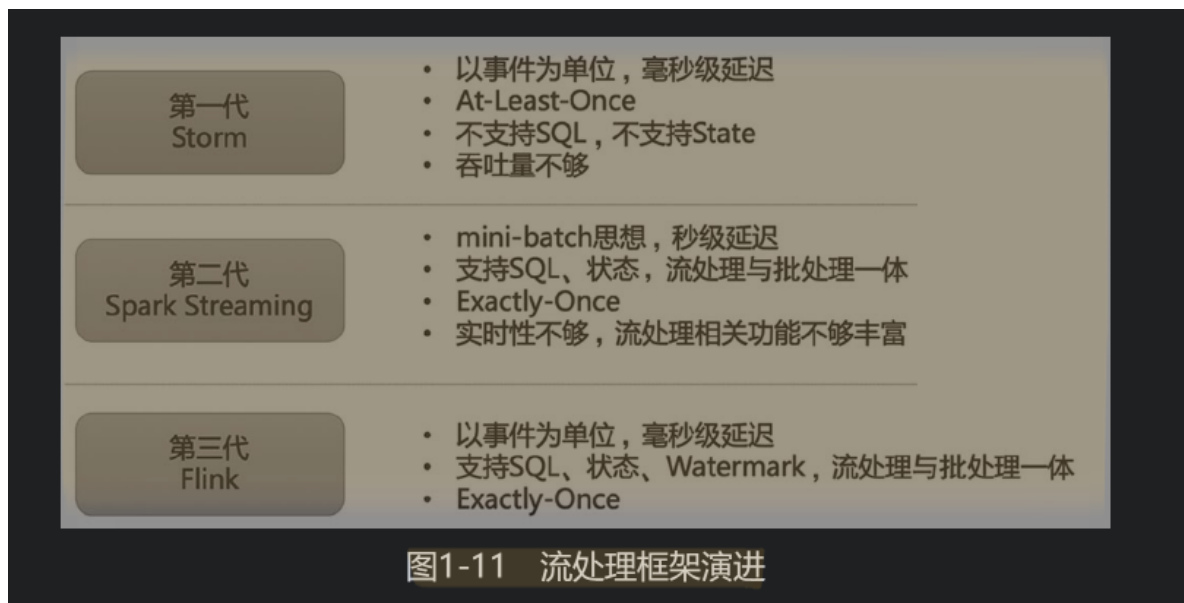 第一代
Storm
• 以事件为单位，毫秒级延迟
• At-Least-Once
• 不支持SQL，不支持State
• 吞吐量不够
第二代
Spark Streaming
• mini-batch思想，秒级延迟
• 支持SQL、状态，流处理与批处理一体
• Exactly-Once
• 实时性不够，流处理相关功能不够丰富
第三代
Flink
• 以事件为单位，毫秒级延迟
• 支持SQL、状态、Watermark，流处理与批处理一体
• Exactly-Once
图1-11 流处理框架演进